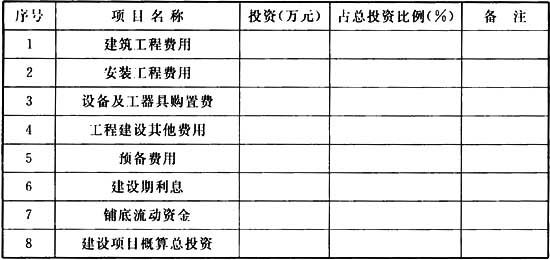 序号 项目名称 投资(万元) 占总投资比例(%) 备注
1 建筑工程费用
2 安装工程费用
3 设备及工器具购置费
4 工程建设其他费用
5 预备费用
6 建设期利息
7 铺底流动资金
8 建设项目概算总投资